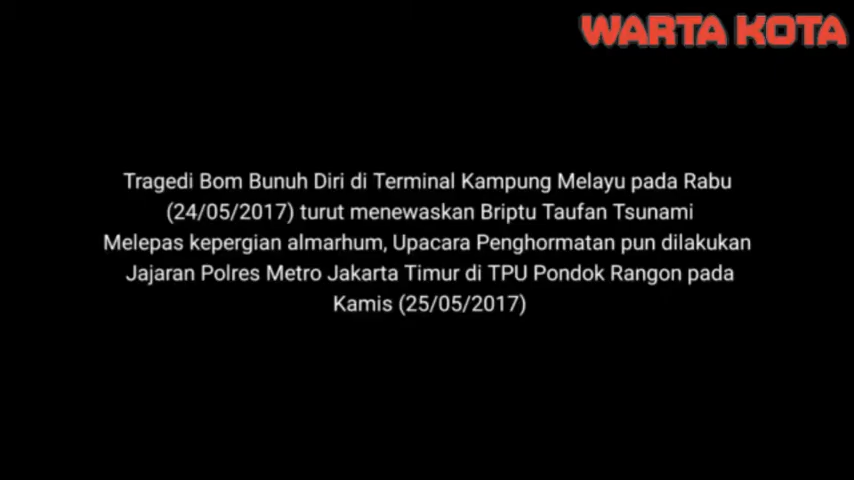 WARTA KOTA
Tragedi Bom Bunuh Diri di Terminal Kampung Melayu pada Rabu
(24/05/2017) turut menewaskan Briptu Taufan Tsunami
Melepas kepergian almarhum, Upacara Penghormatan pun dilakukan
Jajaran Polres Metro Jakarta Timur di TPU Pondok Rangon pada
Kamis (25/05/2017)